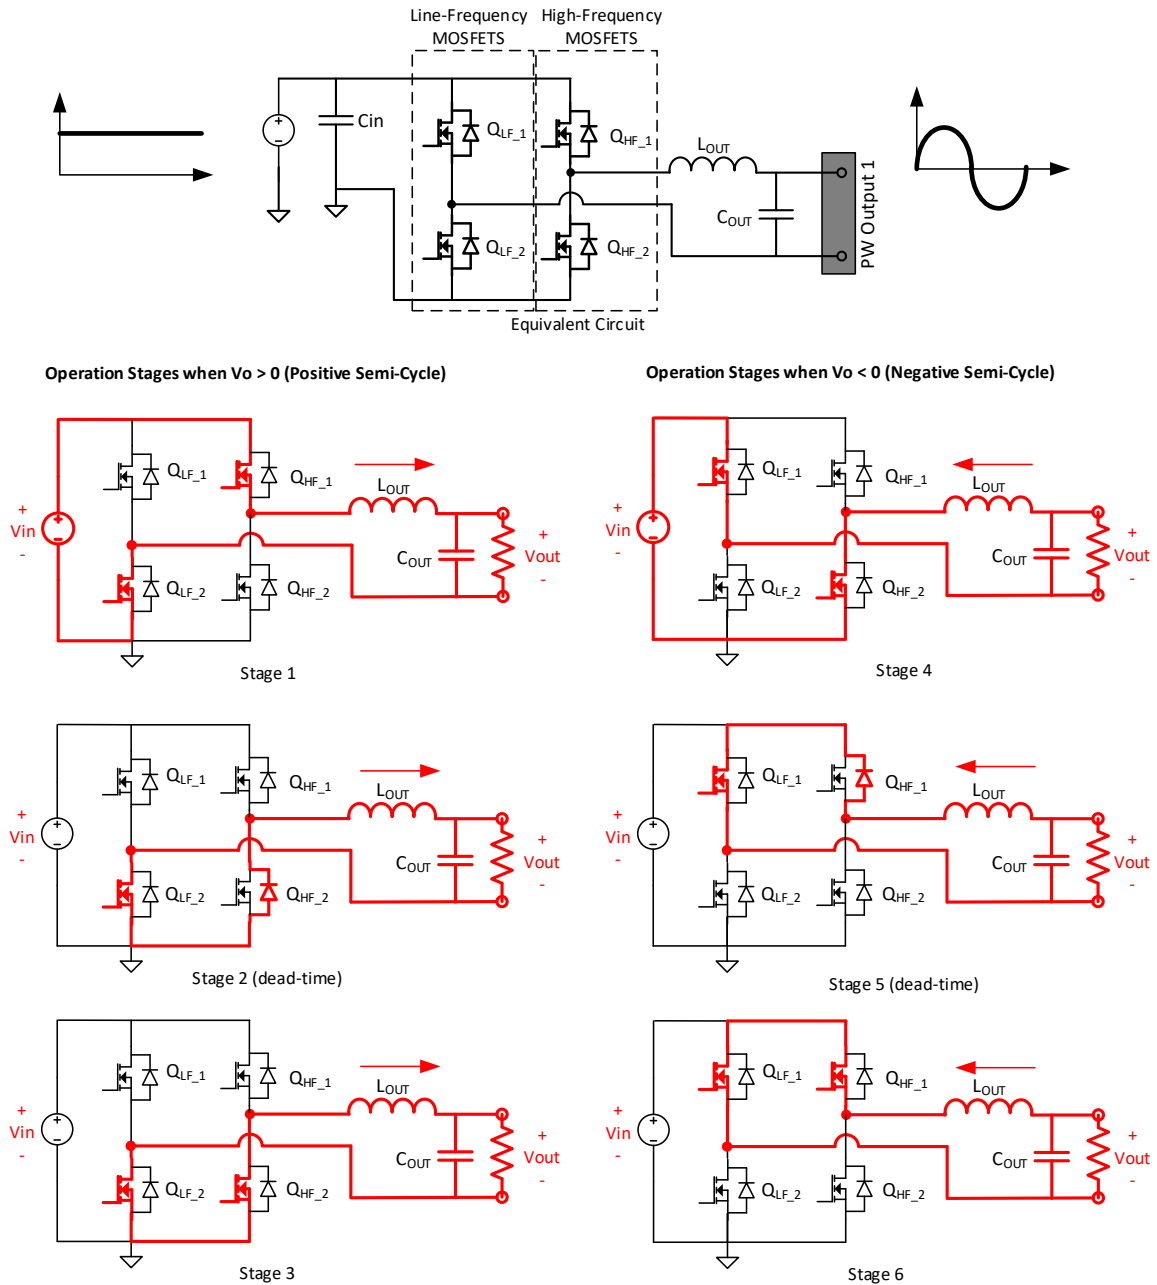 Line-Frequency
MOSFETS
High-Frequency
MOSFETS
Cin
QLF_1
QHF_1
LOUT
COUT
QLF_2
QHF_2
PW Output 1
Equivalent Circuit
Operation Stages when Vo > 0 (Positive Semi-Cycle)
Operation Stages when Vo < 0 (Negative Semi-Cycle)
QLF_1
QHF_1
LOUT
+
Vin
-
COUT
+
Vout
-
QLF_2
QHF_2
Stage 1
QLF_1
QHF_1
LOUT
+
Vin
-
COUT
+
Vout
-
QLF_2
QHF_2
Stage 4
QLF_1
QHF_1
LOUT
+
Vin
-
COUT
+
Vout
-
QLF_2
QHF_2
Stage 2 (dead-time)
QLF_1
QHF_1
LOUT
+
Vin
-
COUT
+
Vout
-
QLF_2
QHF_2
Stage 5 (dead-time)
QLF_1
QHF_1
LOUT
+
Vin
-
COUT
+
Vout
-
QLF_2
QHF_2
Stage 3
QLF_1
QHF_1
LOUT
+
Vin
-
COUT
+
Vout
-
QLF_2
QHF_2
Stage 6